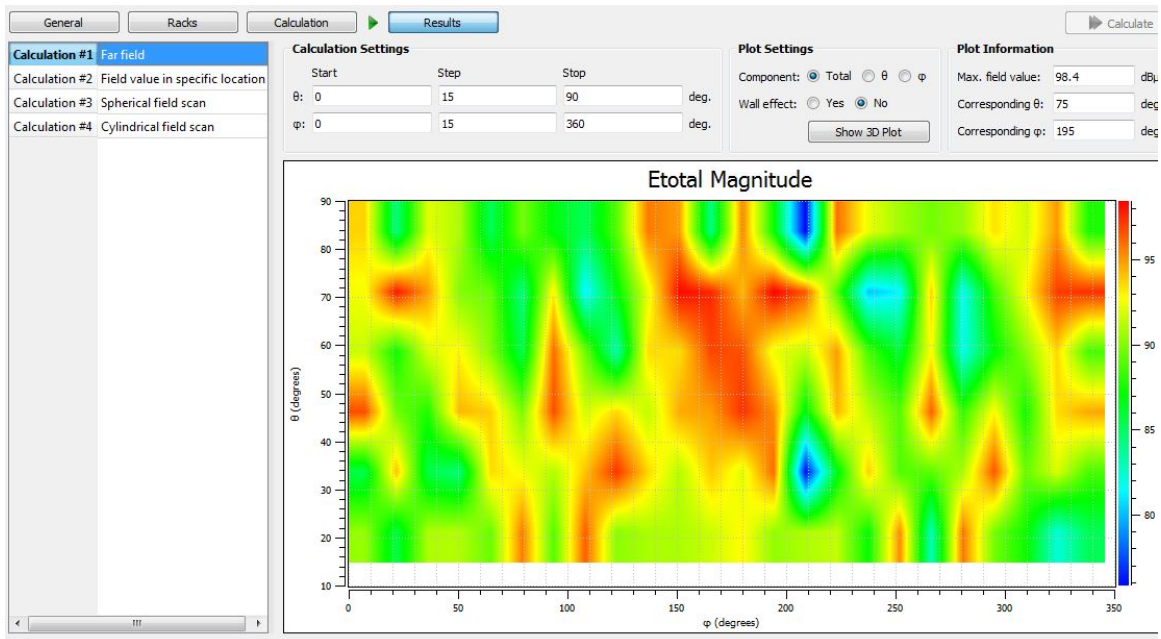 General Racks Calculation Results Calculate
Calculation #1 Far field
Calculation #2 Field value in specific location
Calculation #3 Spherical field scan
Calculation #4 Cylindrical field scan
Calculation Settings
Start Step Stop
θ: 0 15 90 deg.
φ: 0 15 360 deg.
Plot Settings
Component: Total θ φ
Wall effect: Yes No
Show 3D Plot
Plot Information
Max. field value: 98.4 dBµ
Corresponding θ: 75 deg
Corresponding φ: 195 deg
Etotal Magnitude
90
80
70
60
50
40
30
20
10
θ (degrees)
0 50 100 150 200 250 300 350
φ (degrees)
95
90
85
80